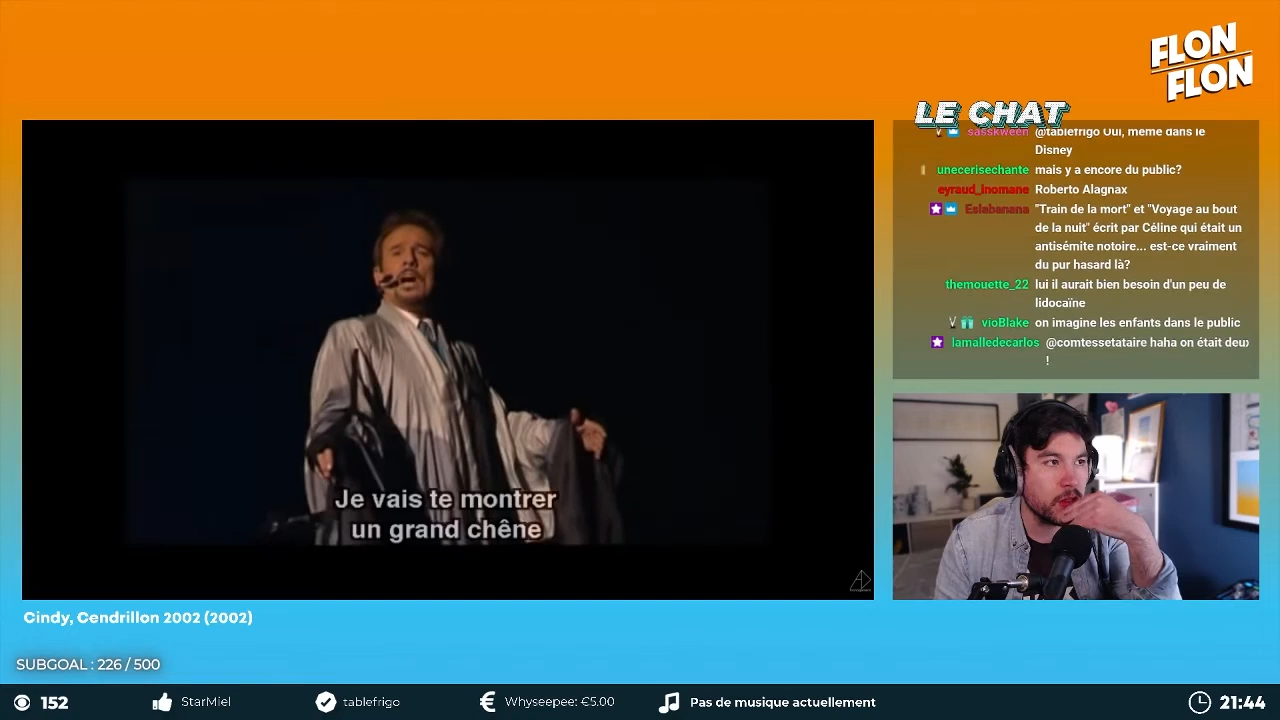 FLON
FLON
LE CHAT
sasskween @tablefrigo Oui, même dans le
Disney
unecerisechante mais y a encore du public?
eyraud_inomane Roberto Alagnax
Eslabanana "Train de la mort" et "Voyage au bout
de la nuit" écrit par Céline qui était un
antisémite notoire... est-ce vraiment
du pur hasard là?
themouette_22 lui il aurait bien besoin d'un peu de
lidocaïne
vioBlake on imagine les enfants dans le public
lamalledecarlos @comtessetataire haha on était deux
!
Je vais te montrer
un grand chêne
Cindy, Cendrillon 2002 (2002)
SUBGOAL : 226 / 500
152 StarMiel tablefrigo € Whyseepee: €5.00 Pas de musique actuellement 21:44